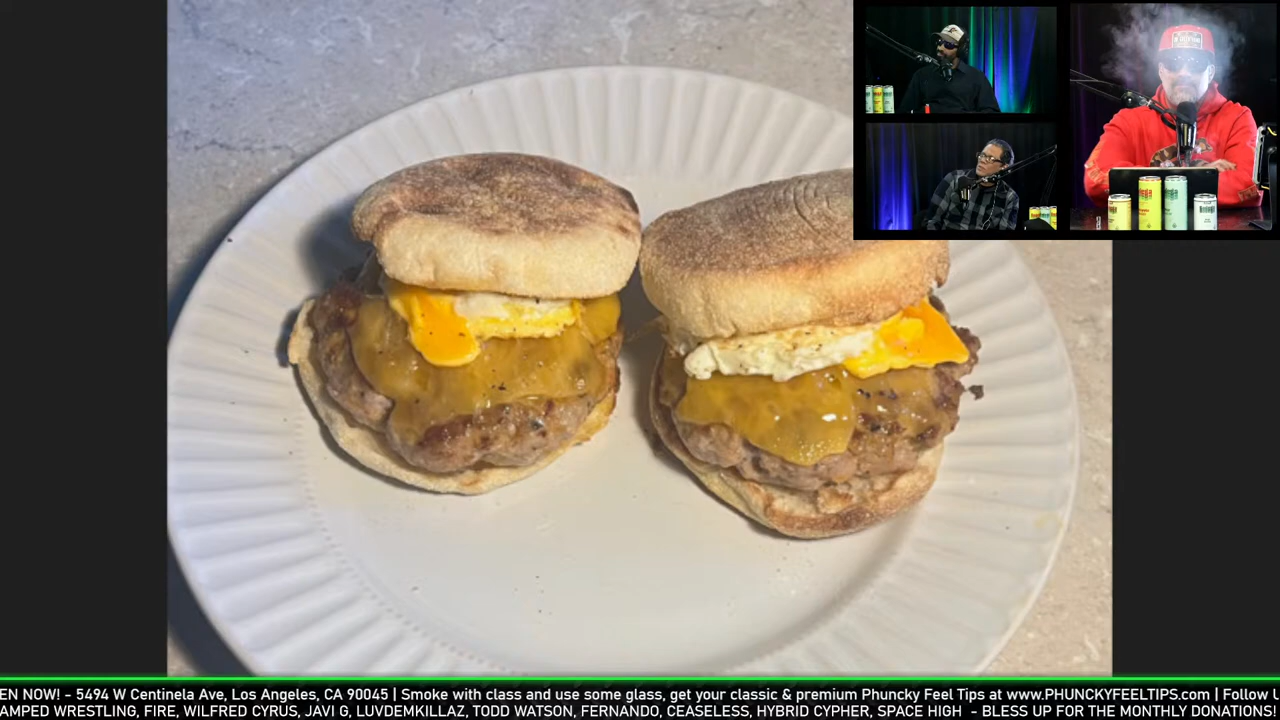 EN NOW! - 5494 W Centinela Ave, Los Angeles, CA 90045 | Smoke with class and use some glass, get your classic & premium Phuncky Feel Tips at www.PHUNCKYFEELTIPS.com | Follow U
AMPED WRESTLING, FIRE, WILFRED CYRUS, JAVI G, LUVDEMKILLAZ, TODD WATSON, FERNANDO, CEASELESS, HYBRID CYPHER, SPACE HIGH - BLESS UP FOR THE MONTHLY DONATIONS!